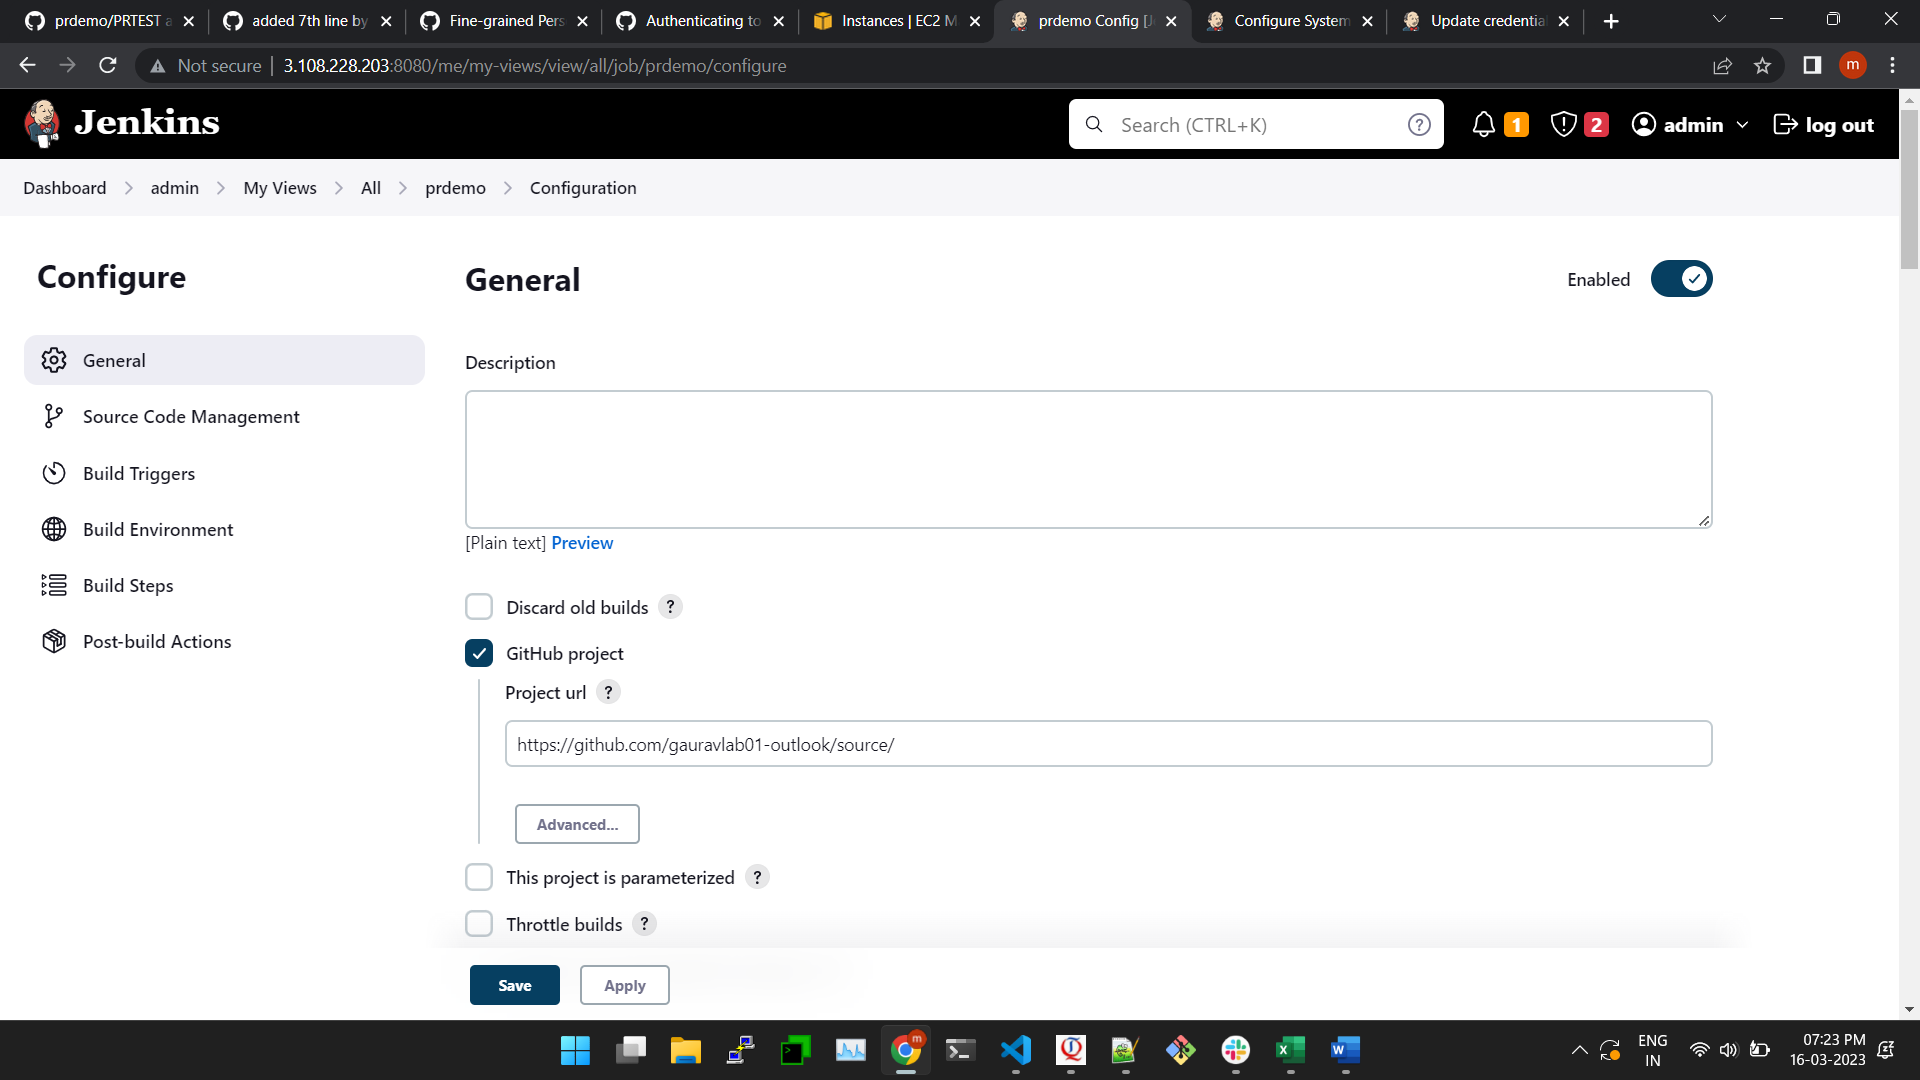 prdemo/PRTEST a
added 7th line by
Fine-grained Pers
Authenticating to
Instances | EC2 M
prdemo Config [J
Configure System
Update credential
Not secure | 3.108.228.203:8080/me/my-views/view/all/job/prdemo/configure
m
Jenkins
Search (CTRL+K)
?
1
2
admin
log out
Dashboard
admin
My Views
All
prdemo
Configuration
Configure
General
Source Code Management
Build Triggers
Build Environment
Build Steps
Post-build Actions
General
Enabled
Description
[Plain text] Preview
Discard old builds ?
GitHub project
Project url ?
https://github.com/gauravlab01-outlook/source/
Advanced...
This project is parameterized ?
Throttle builds ?
Save
Apply
m
ENG
IN
07:23 PM
16-03-2023